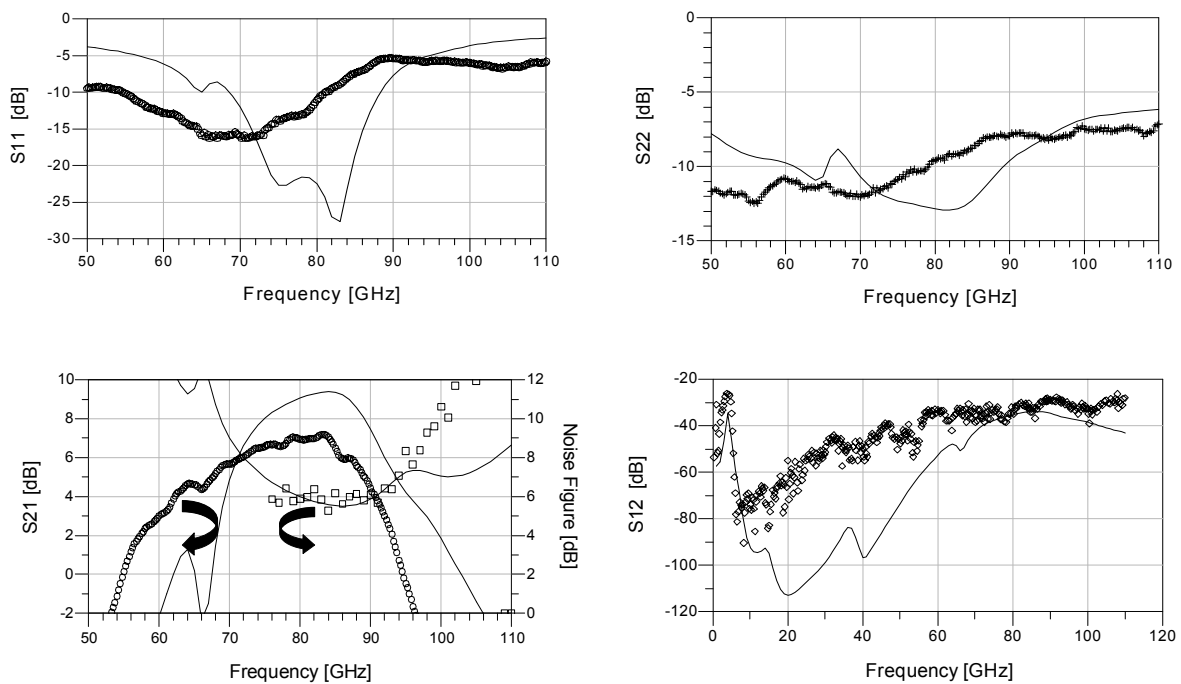 0
-5
-10
-15
-20
-25
-30
S11 [dB]
50 60 70 80 90 100 110
Frequency [GHz]
0
-5
-10
-15
S22 [dB]
50 60 70 80 90 100 110
Frequency [GHz]
10
8
6
4
2
0
-2
S21 [dB]
12
10
8
6
4
2
0
Noise Figure [dB]
50 60 70 80 90 100 110
Frequency [GHz]
-20
-40
-60
-80
-100
-120
S12 [dB]
0 20 40 60 80 100 120
Frequency [GHz]